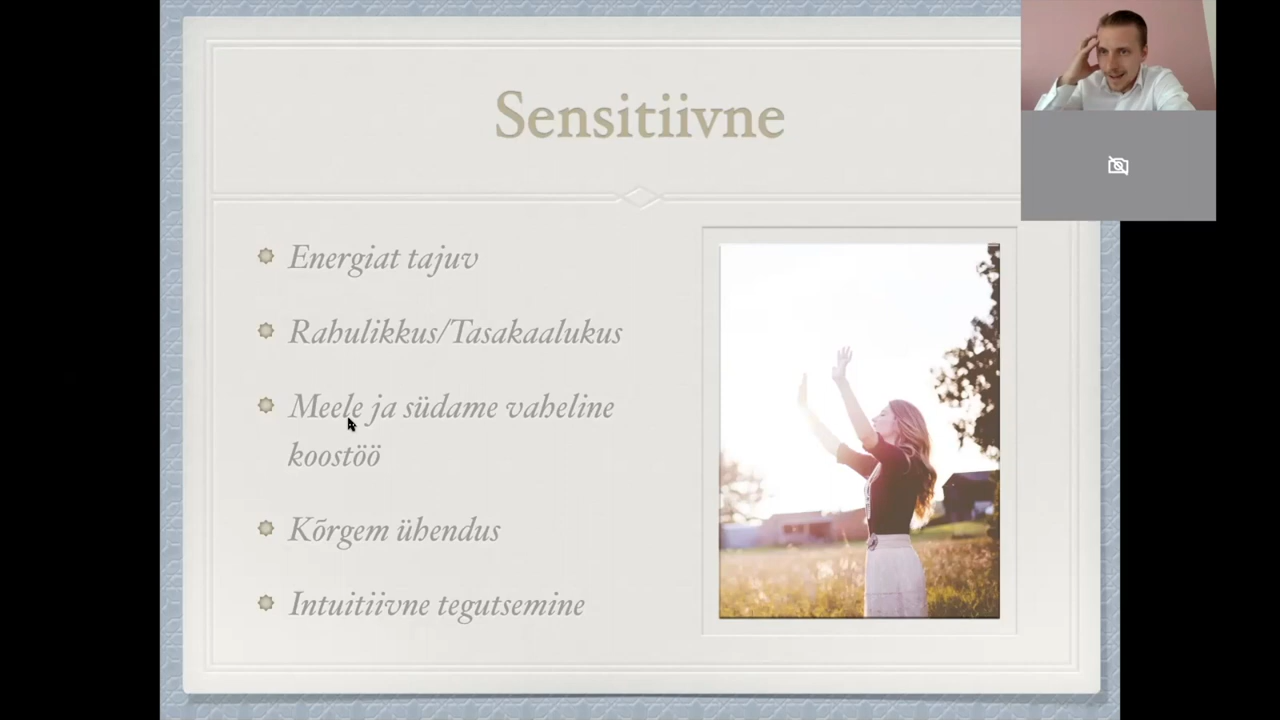 Sensitiivne
Energiat tajuv
Rahulikkus/Tasakaalukus
Meele ja südame vaheline
koostöö
Kõrgem ühendus
Intuitiivne tegutsemine